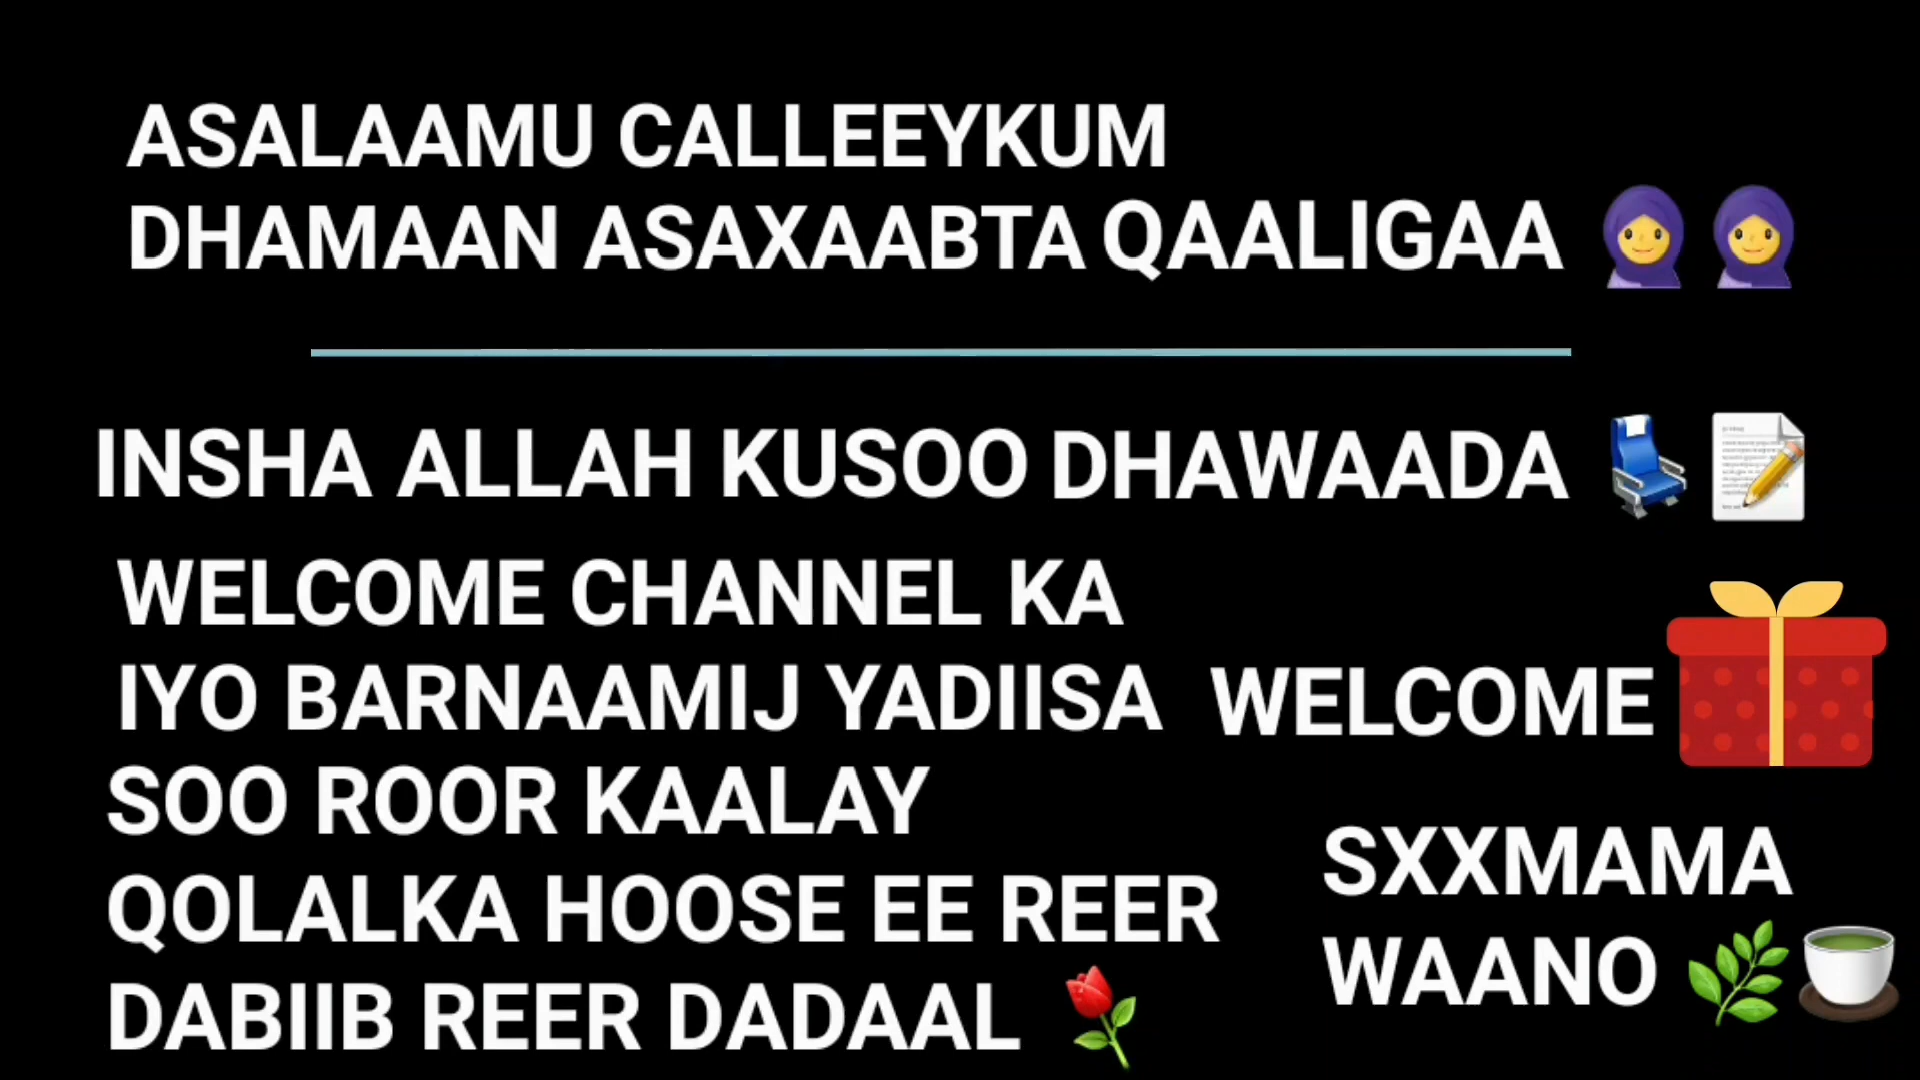 ASALAAMU CALLEEYKUM
DHAMAAN ASAXAABTA QAALIGAA
INSHA ALLAH KUSOO DHAWAADA
WELCOME CHANNEL KA
IYO BARNAAMIJ YADIISA
WELCOME
SOO ROOR KAALAY
QOLALKA HOOSE EE REER
DABIIB REER DADAAL
SXXMAMA
WAANO